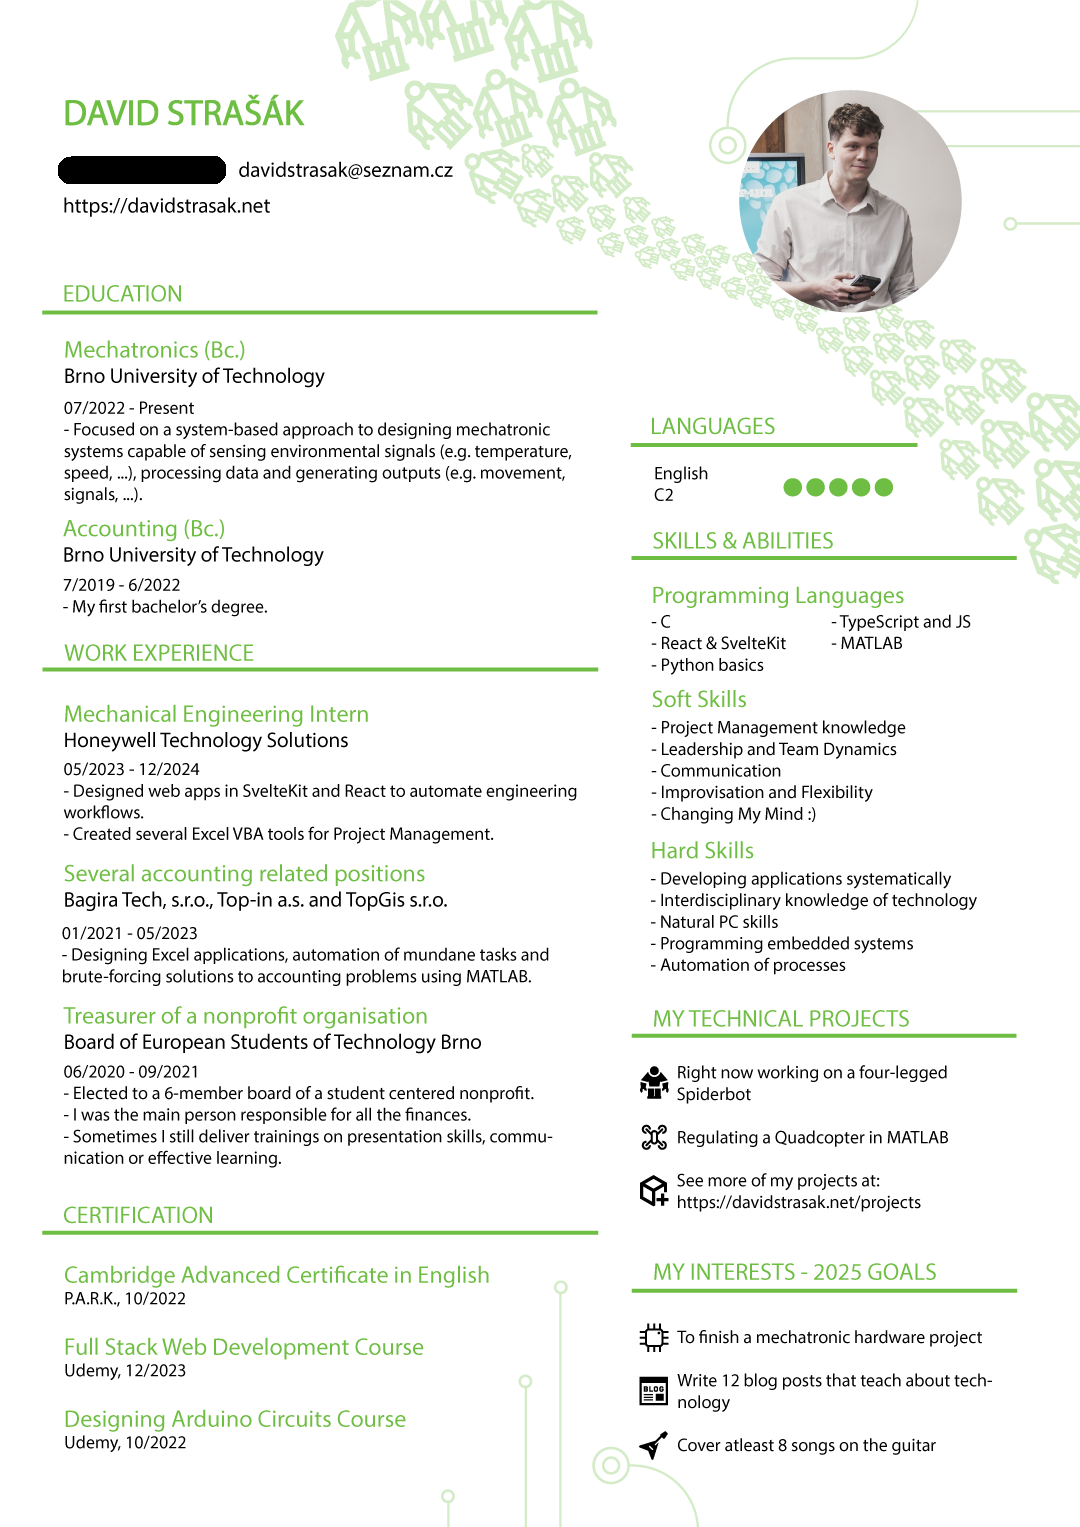 DAVID STRAŠÁK
davidstrasak@seznam.cz
https://davidstrasak.net
EDUCATION
Mechatronics (Bc.)
Brno University of Technology
07/2022 - Present
- Focused on a system-based approach to designing mechatronic
systems capable of sensing environmental signals (e.g. temperature,
speed, ...), processing data and generating outputs (e.g. movement,
signals, ...).
Accounting (Bc.)
Brno University of Technology
7/2019 - 6/2022
- My first bachelor’s degree.
WORK EXPERIENCE
Mechanical Engineering Intern
Honeywell Technology Solutions
05/2023 - 12/2024
- Designed web apps in SvelteKit and React to automate engineering
workflows.
- Created several Excel VBA tools for Project Management.
Several accounting related positions
Bagira Tech, s.r.o., Top-in a.s. and TopGis s.r.o.
01/2021 - 05/2023
- Designing Excel applications, automation of mundane tasks and
brute-forcing solutions to accounting problems using MATLAB.
Treasurer of a nonprofit organisation
Board of European Students of Technology Brno
06/2020 - 09/2021
- Elected to a 6-member board of a student centered nonprofit.
- I was the main person responsible for all the finances.
- Sometimes I still deliver trainings on presentation skills, commu-
nication or effective learning.
CERTIFICATION
Cambridge Advanced Certificate in English
P.A.R.K., 10/2022
Full Stack Web Development Course
Udemy, 12/2023
Designing Arduino Circuits Course
Udemy, 10/2022
LANGUAGES
English
C2
SKILLS & ABILITIES
Programming Languages
- C
- React & SvelteKit
- Python basics
- TypeScript and JS
- MATLAB
Soft Skills
- Project Management knowledge
- Leadership and Team Dynamics
- Communication
- Improvisation and Flexibility
- Changing My Mind :)
Hard Skills
- Developing applications systematically
- Interdisciplinary knowledge of technology
- Natural PC skills
- Programming embedded systems
- Automation of processes
MY TECHNICAL PROJECTS
Right now working on a four-legged
Spiderbot
Regulating a Quadcopter in MATLAB
See more of my projects at:
https://davidstrasak.net/projects
MY INTERESTS - 2025 GOALS
To finish a mechatronic hardware project
BLOG
Write 12 blog posts that teach about tech-
nology
Cover atleast 8 songs on the guitar